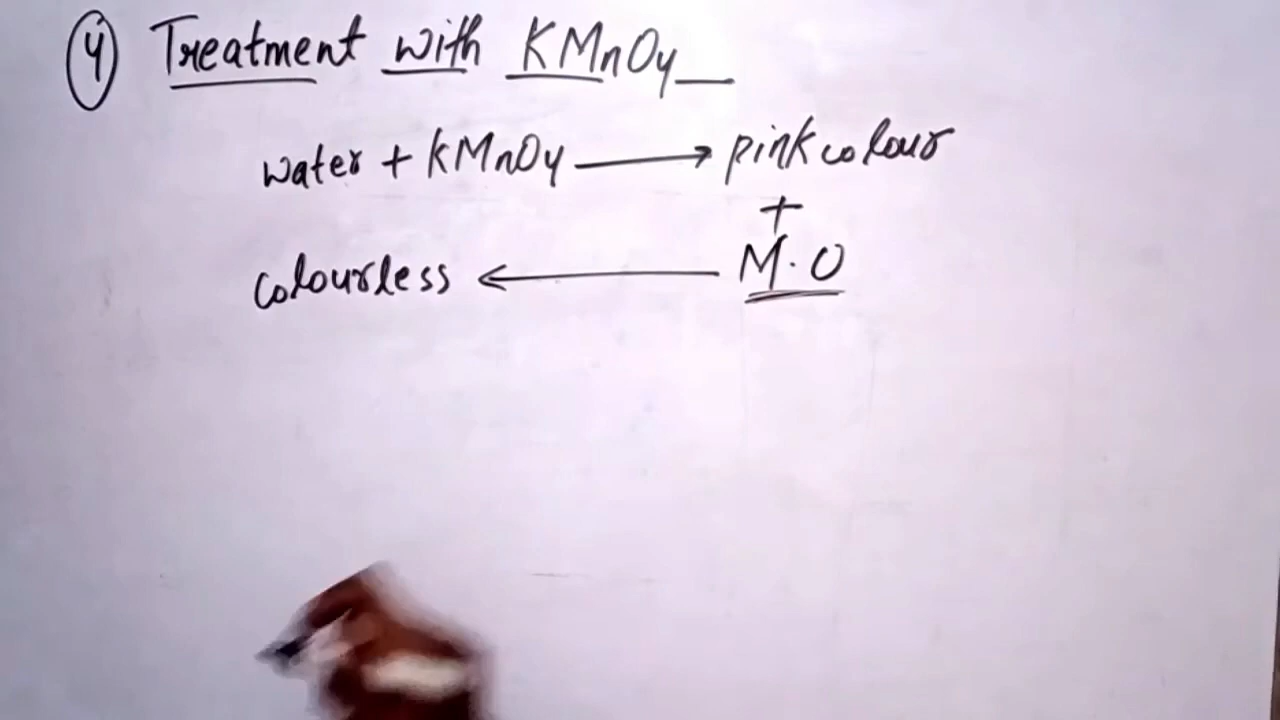 4 Treatment with KMnO4
water + KMnO4 → pink colour
+
colourless ← M.O